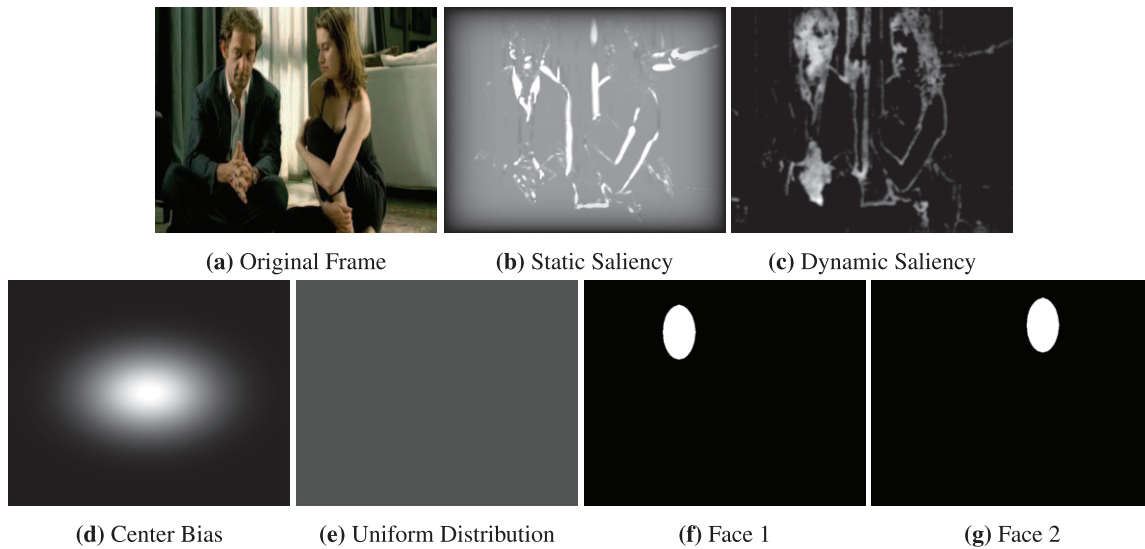 (a) Original Frame
(b) Static Saliency
(c) Dynamic Saliency
(d) Center Bias
(e) Uniform Distribution
(f) Face 1
(g) Face 2